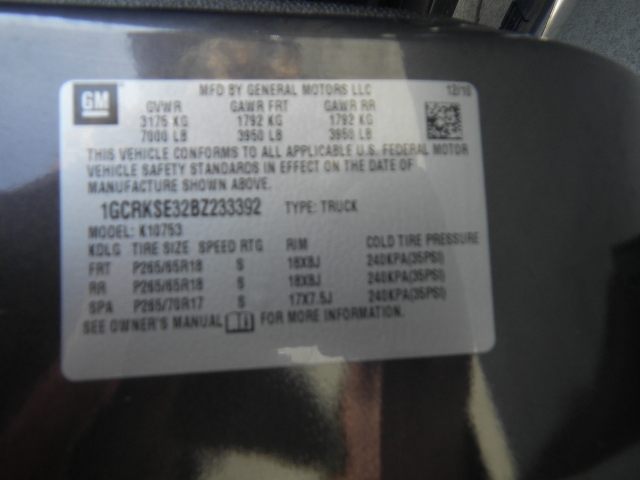 GM
MFD BY GENERAL MOTORS LLC 12/10
GVWR GAWR FRT GAWR RR
3175 KG 1792 KG 1792 KG
7000 LB 3950 LB 3950 LB
THIS VEHICLE CONFORMS TO ALL APPLICABLE U.S. FEDERAL MOTOR
VEHICLE SAFETY STANDARDS IN EFFECT ON THE DATE OF
MANUFACTURE SHOWN ABOVE.
1GCRKSE32BZ233392 TYPE: TRUCK
MODEL: K10753
KDLG TIRE SIZE SPEED RTG RIM COLD TIRE PRESSURE
FRT P265/65R18 S 18X8J 240KPA(35PSI)
RR P265/65R18 S 18X8J 240KPA(35PSI)
SPA P265/70R17 S 17X7.5J 240KPA(35PSI)
SEE OWNER'S MANUAL FOR MORE INFORMATION.